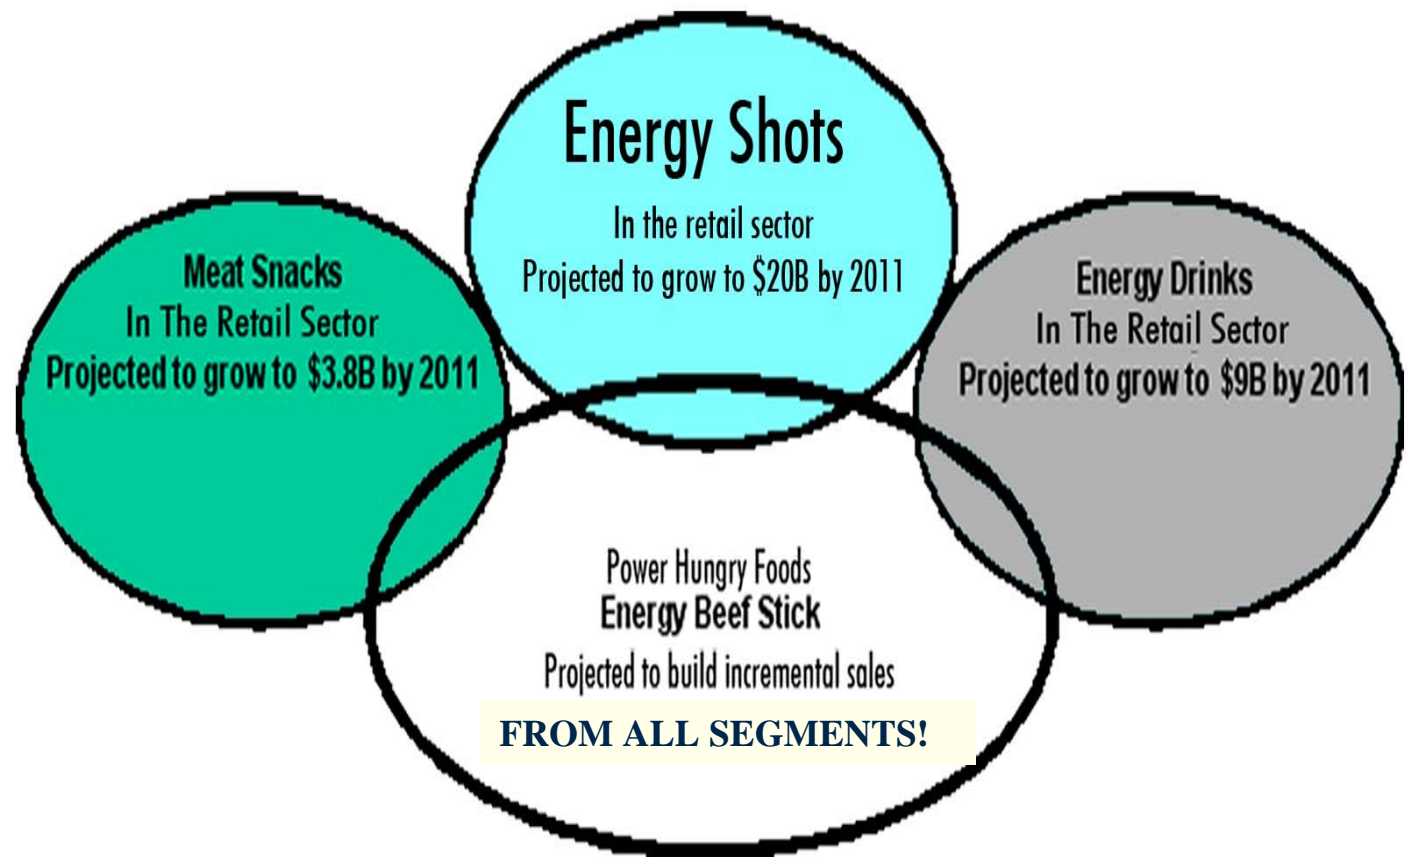 Energy Shots
In the retail sector
Projected to grow to $20B by 2011
Meat Snacks
In The Retail Sector
Projected to grow to $3.8B by 2011
Energy Drinks
In The Retail Sector
Projected to grow to $9B by 2011
Power Hungry Foods
Energy Beef Stick
Projected to build incremental sales
FROM ALL SEGMENTS!